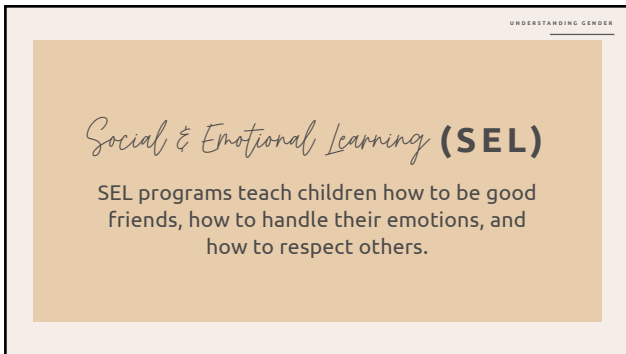 UNDERSTANDING GENDER
Social & Emotional Learning (SEL)
SEL programs teach children how to be good
friends, how to handle their emotions, and
how to respect others.